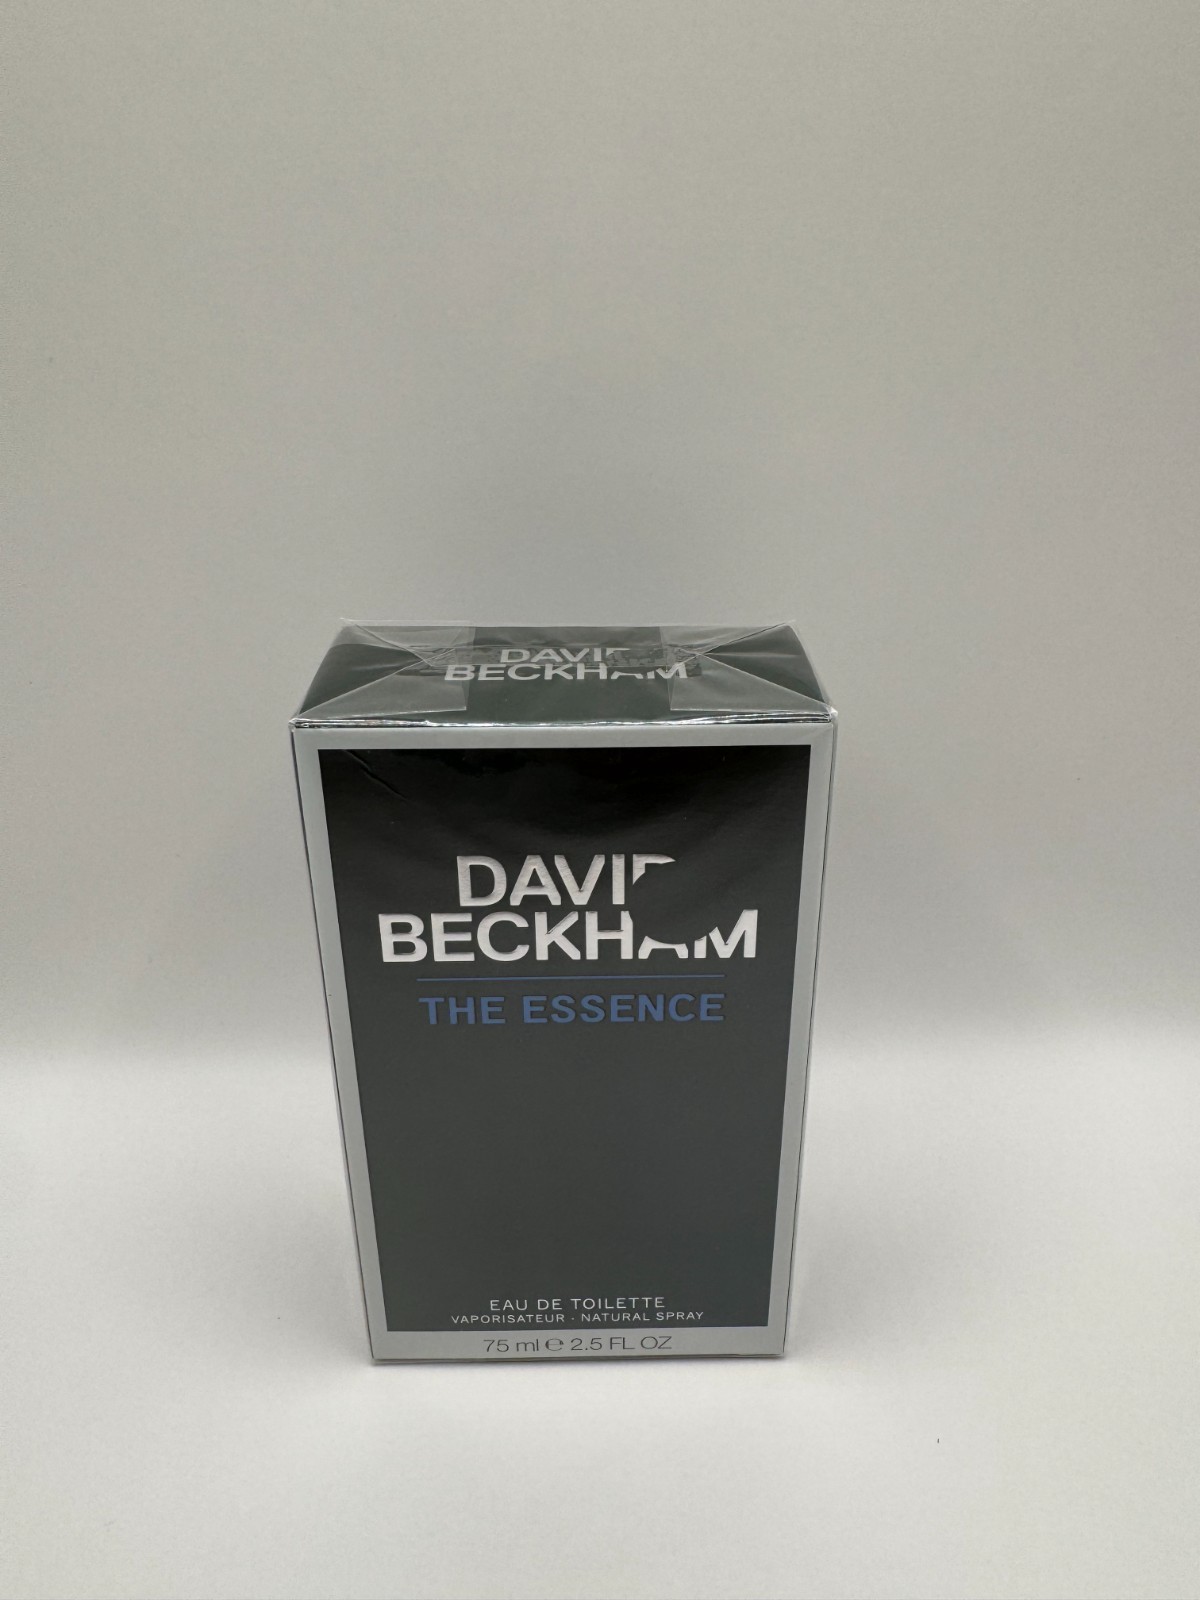 DAVID
BECKHAM
DAVID
BECKHAM
THE ESSENCE
EAU DE TOILETTE
VAPORISATEUR · NATURAL SPRAY
75 ml ℮ 2.5 FL OZ